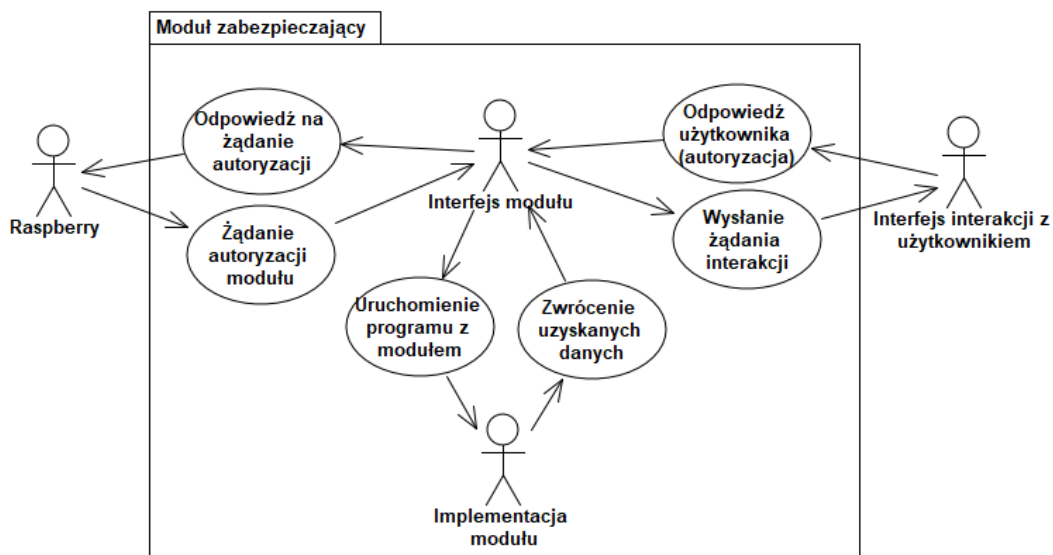 Moduł zabezpieczający
Odpowiedź na
żądanie
autoryzacji
Odpowiedź
użytkownika
(autoryzacja)
Raspberry
Interfejs modułu
Interfejs interakcji z
użytkownikiem
Żądanie
autoryzacji
modułu
Wysłanie
żądania
interakcji
Uruchomienie
programu z
modułem
Zwrócenie
uzyskanych
danych
Implementacja
modułu